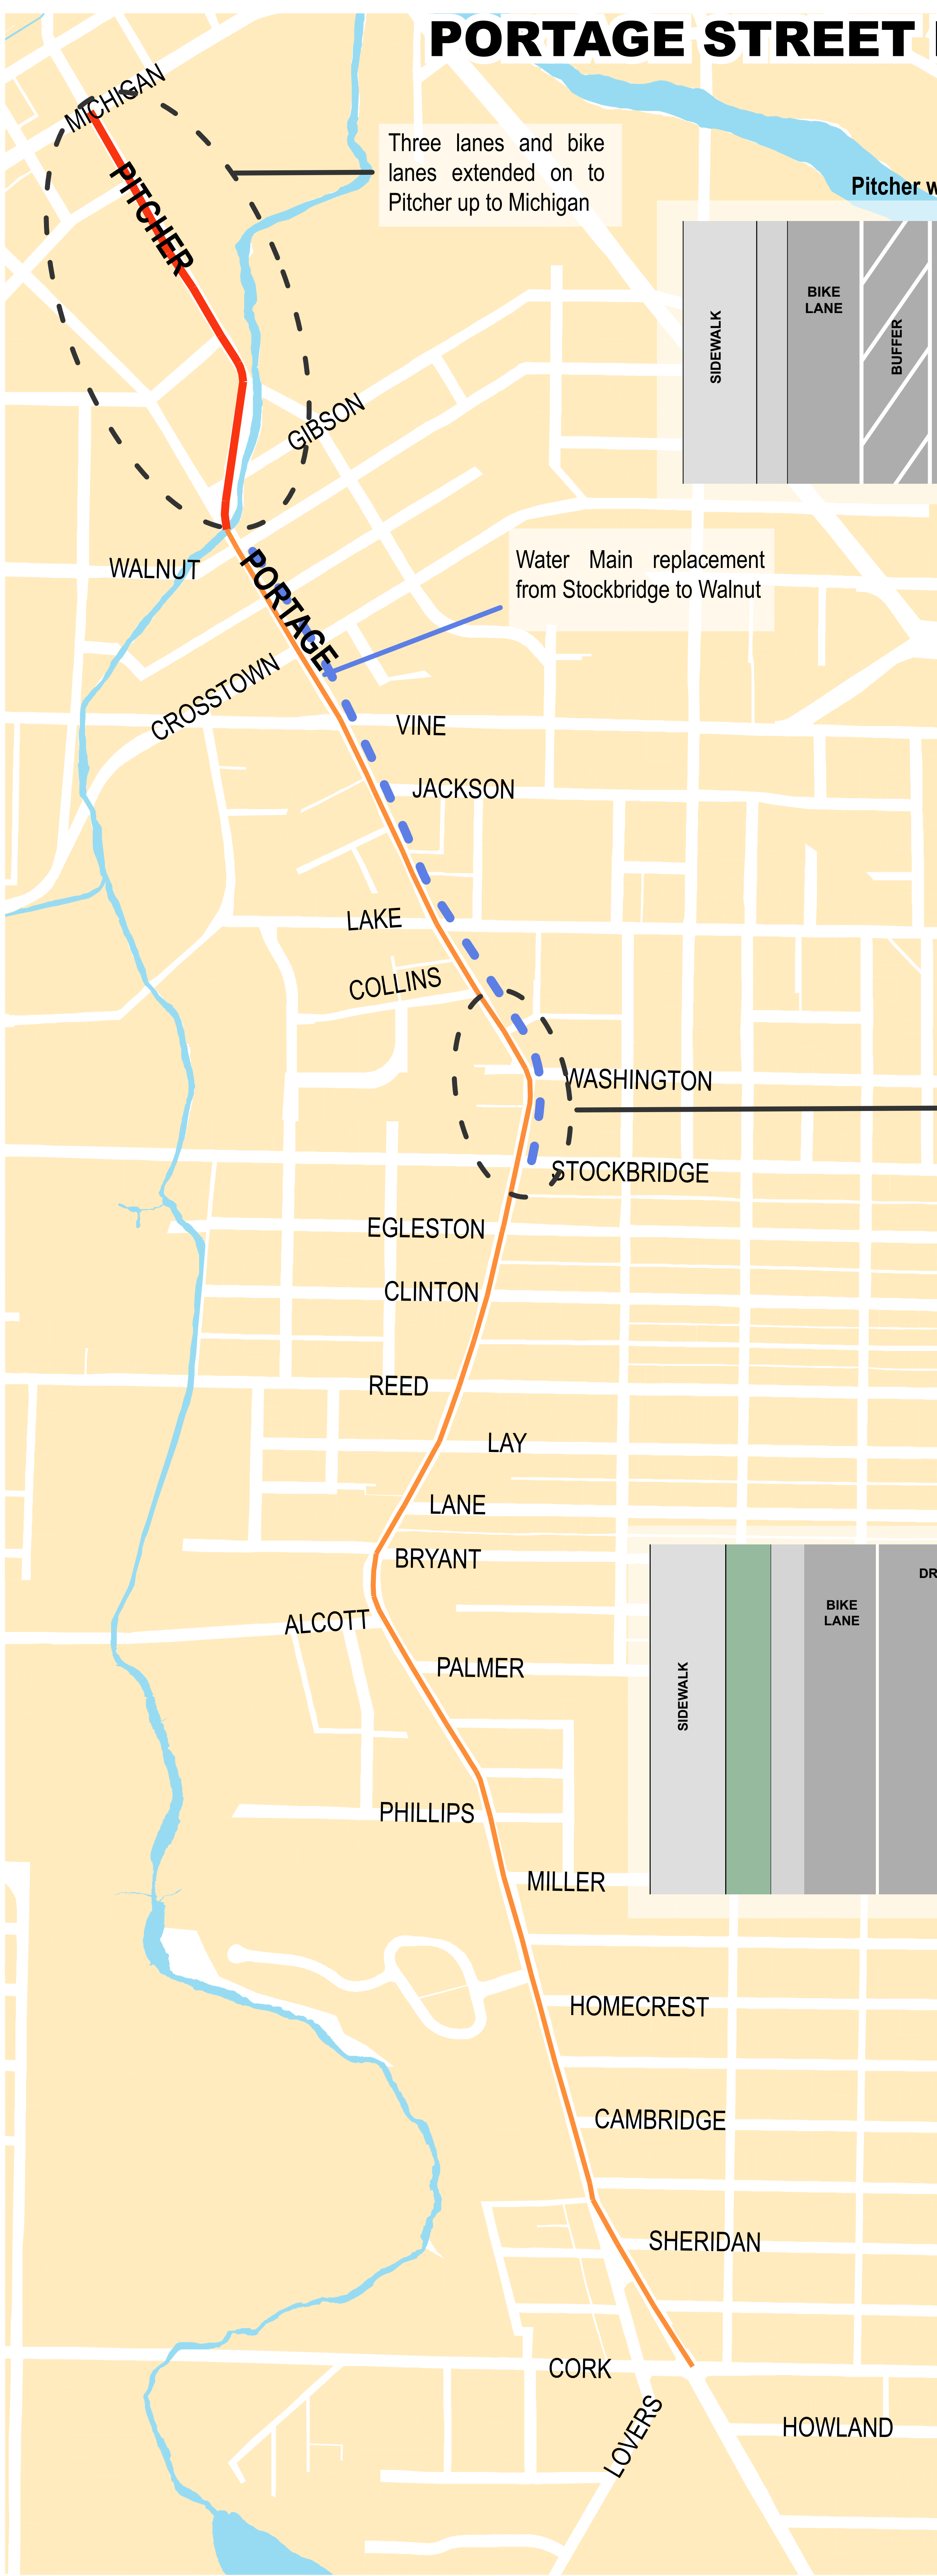 PORTAGE STREET
MICHIGAN
Three lanes and bike
lanes extended on to
Pitcher up to Michigan
PITCHER
Pitcher
BIKE
LANE
SIDEWALK
BUFFER
GIBSON
Water Main replacement
from Stockbridge to Walnut
WALNUT
PORTAGE
CROSSTOWN
VINE
JACKSON
LAKE
COLLINS
WASHINGTON
STOCKBRIDGE
EGLESTON
CLINTON
REED
LAY
LANE
BRYANT
BIKE
LANE
SIDEWALK
ALCOTT
PALMER
PHILLIPS
MILLER
HOMECREST
CAMBRIDGE
SHERIDAN
CORK
LOVERS
HOWLAND